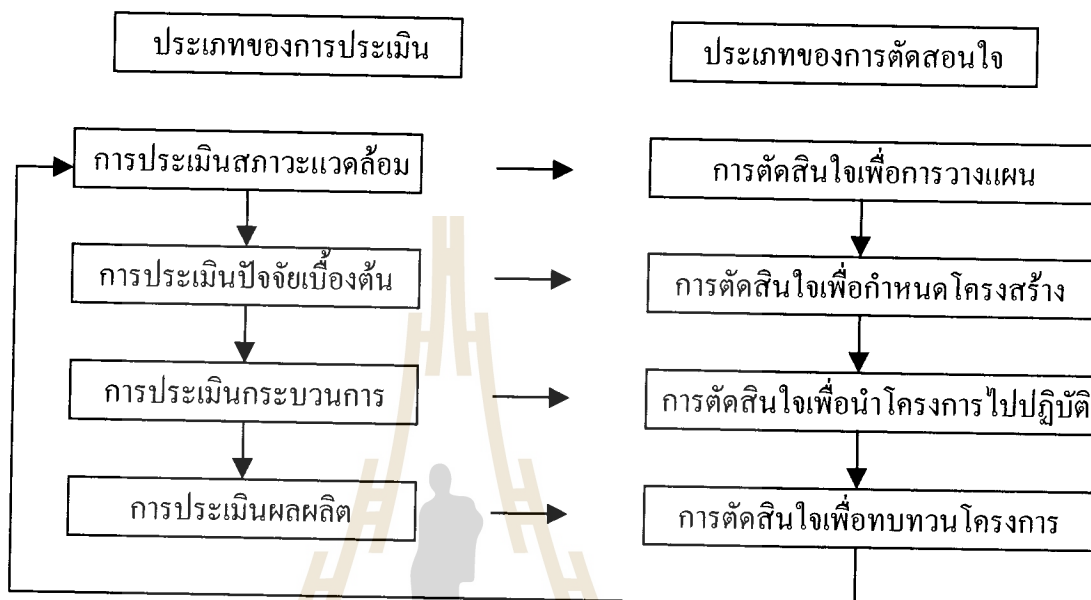 ประเภทของการประเมิน
ประเภทของการตัดสอนใจ
การประเมินสภาวะแวดล้อม
การตัดสินใจเพื่อการวางแผน
การประเมินปัจจัยเบื้องต้น
การตัดสินใจเพื่อกำหนดโครงสร้าง
การประเมินกระบวนการ
การตัดสินใจเพื่อนำโครงการไปปฏิบัติ
การประเมินผลผลิต
การตัดสินใจเพื่อทบทวนโครงการ